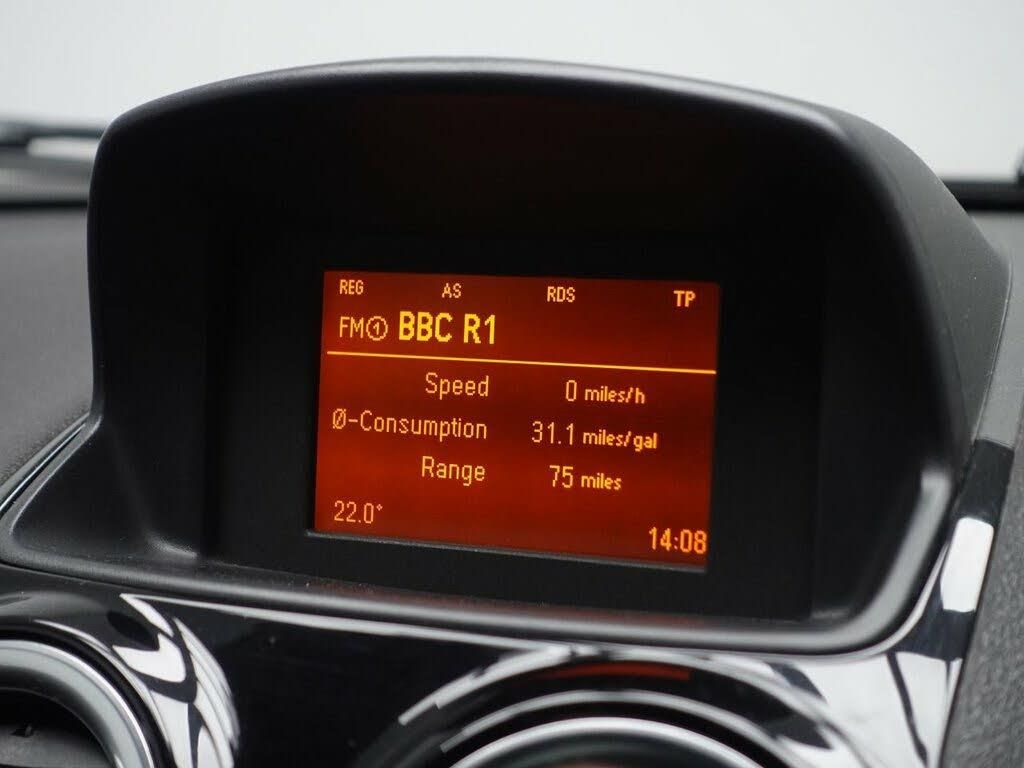 REG AS RDS TP
FM① BBC R1
Speed 0 miles/h
Ø-Consumption 31.1 miles/gal
Range 75 miles
22.0° 14:08